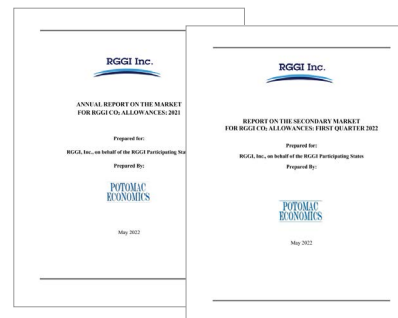 RGGI Inc.
ANNUAL REPORT ON THE MARKET
FOR RGGI CO₂ ALLOWANCES: 2021
Prepared for:
RGGI, Inc., on behalf of the RGGI Participating Sta
Prepared By:
POTOMAC
ECONOMICS
May 2022
RGGI Inc.
REPORT ON THE SECONDARY MARKET
FOR RGGI CO₂ ALLOWANCES: FIRST QUARTER 2022
Prepared for:
RGGI, Inc., on behalf of the RGGI Participating States
Prepared By:
POTOMAC
ECONOMICS
May 2022